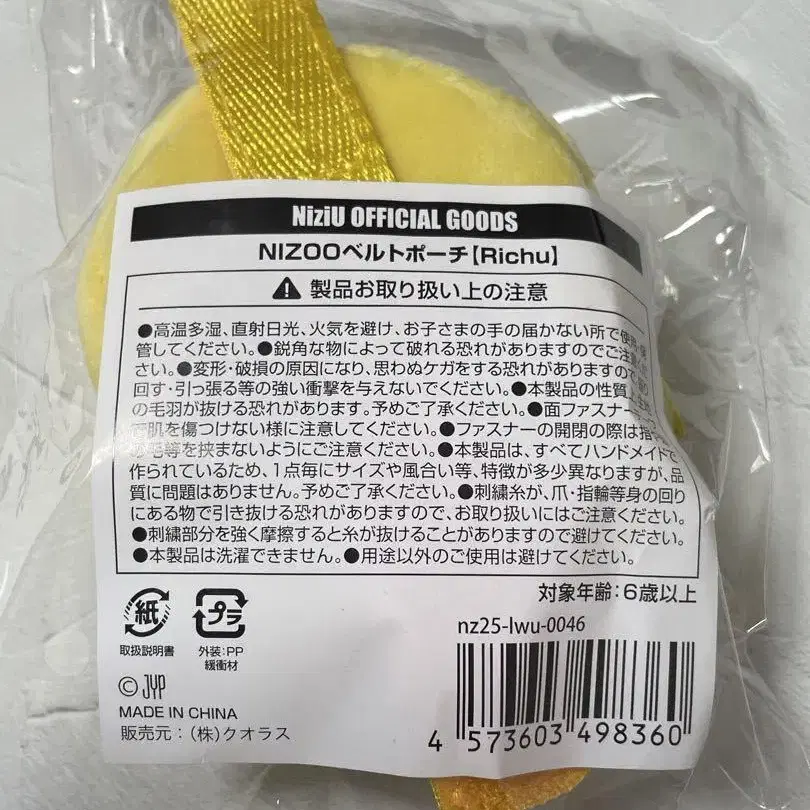 NiziU OFFICIAL GOODS
NIZOOベルトポーチ【Richu】
製品お取り扱い上の注意
●高温多湿、直射日光、火気を避け、お子さまの手の届かない所で
管してください。●鋭角な物によって破れる恐れがありますのでご注意
さい。●変形・破損の原因になり、思わぬケガをする恐れがありますので
回す・引っ張る等の強い衝撃を与えないでください。●本製品の性質上
の毛羽が抜ける恐れがあります。予めご了承ください。●面ファスナー
で肌を傷つけない様に注意してください。●ファスナーの開閉の際は指
毛等を挟まないようにご注意ください。●本製品は、すべてハンドメイドで
作られているため、1点毎にサイズや風合い等、特徴が多少異なりますが、品
質に問題はありません。予めご了承ください。●刺繍糸が、爪・指輪等身の回り
にある物で引き抜ける恐れがありますので、お取り扱いにはご注意ください。
●刺繍部分を強く摩擦すると糸が抜けることがありますので避けてください。
●本製品は洗濯できません。●用途以外のご使用は避けてください。
対象年齢:6歳以上
紙
プラ
取扱説明書
外装:PP
緩衝材
nz25-lwu-0046
© JYP
MADE IN CHINA
販売元:(株)クオラス
4 573603 498360